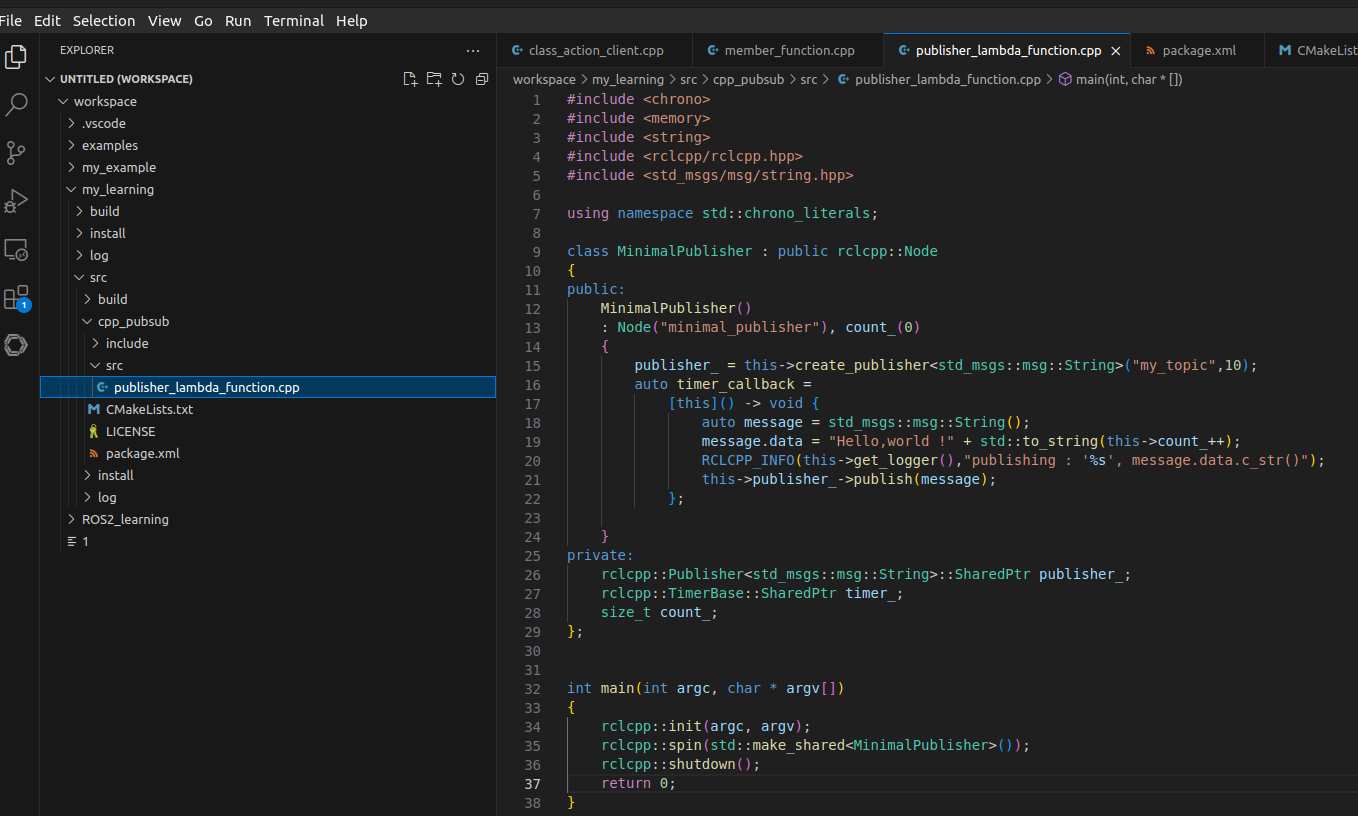 File Edit Selection View Go Run Terminal Help
EXPLORER
UNTITLED (WORKSPACE)
workspace
.vscode
examples
my_example
my_learning
build
install
log
src
build
cpp_pubsub
include
src
publisher_lambda_function.cpp
CMakeLists.txt
LICENSE
package.xml
install
log
ROS2_learning
1
1
class_action_client.cpp member_function.cpp publisher_lambda_function.cpp package.xml CMakeList
workspace > my_learning > src > cpp_pubsub > src > publisher_lambda_function.cpp > main(int, char * [])
1 #include <chrono>
2 #include <memory>
3 #include <string>
4 #include <rclcpp/rclcpp.hpp>
5 #include <std_msgs/msg/string.hpp>
6
7 using namespace std::chrono_literals;
8
9 class MinimalPublisher : public rclcpp::Node
10 {
11 public:
12 MinimalPublisher()
13 : Node("minimal_publisher"), count_(0)
14 {
15 publisher_ = this->create_publisher<std_msgs::msg::String>("my_topic",10);
16 auto timer_callback =
17 [this]() -> void {
18 auto message = std_msgs::msg::String();
19 message.data = "Hello,world !" + std::to_string(this->count_++);
20 RCLCPP_INFO(this->get_logger(),"publishing : '%s', message.data.c_str()");
21 this->publisher_->publish(message);
22 };
23
24 }
25 private:
26 rclcpp::Publisher<std_msgs::msg::String>::SharedPtr publisher_;
27 rclcpp::TimerBase::SharedPtr timer_;
28 size_t count_;
29 };
30
31
32 int main(int argc, char * argv[])
33 {
34 rclcpp::init(argc, argv);
35 rclcpp::spin(std::make_shared<MinimalPublisher>());
36 rclcpp::shutdown();
37 return 0;
38 }